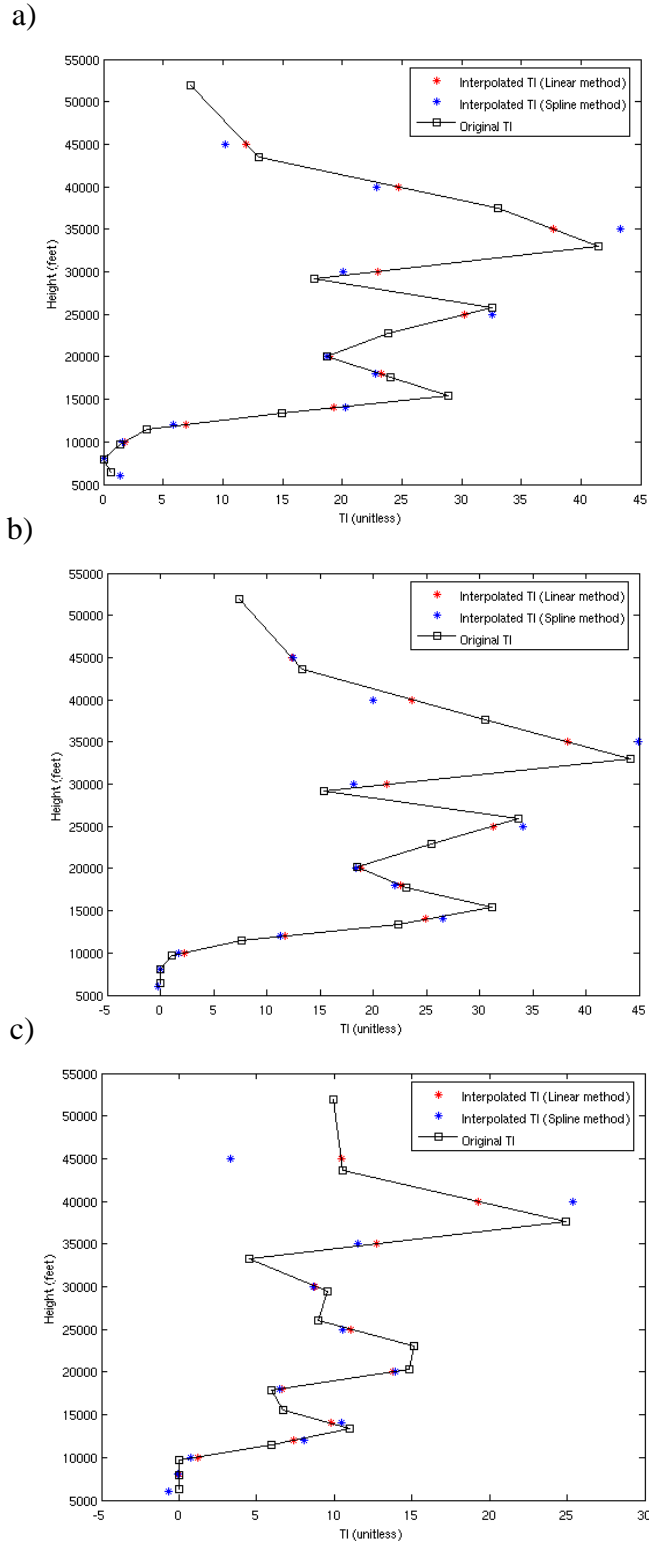 a)
55000
50000
45000
40000
35000
30000
25000
20000
15000
10000
5000
Height (feet)
Interpolated TI (Linear method)
Interpolated TI (Spline method)
Original TI
0 5 10 15 20 25 30 35 40 45
TI (unitless)
b)
55000
50000
45000
40000
35000
30000
25000
20000
15000
10000
5000
Height (feet)
Interpolated TI (Linear method)
Interpolated TI (Spline method)
Original TI
-5 0 5 10 15 20 25 30 35 40 45
TI (unitless)
c)
55000
50000
45000
40000
35000
30000
25000
20000
15000
10000
5000
Height (feet)
Interpolated TI (Linear method)
Interpolated TI (Spline method)
Original TI
-5 0 5 10 15 20 25 30
TI (unitless)